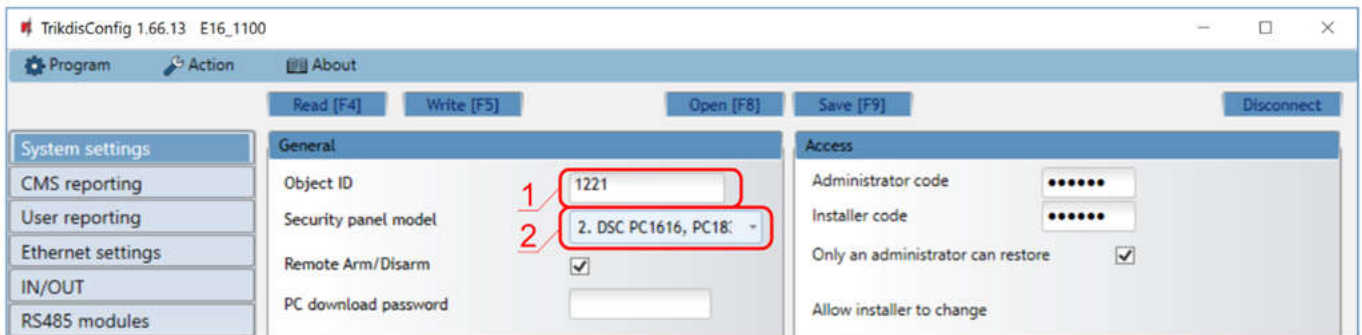 TrikdisConfig 1.66.13 E16_1100
Program Action About
Read [F4] Write [F5] Open [F8] Save [F9] Disconnect
System settings
CMS reporting
User reporting
Ethernet settings
IN/OUT
RS485 modules
General
Object ID 1 1221
Security panel model 2 2. DSC PC1616, PC18
Remote Arm/Disarm
PC download password
Access
Administrator code ●●●●●●
Installer code ●●●●●●
Only an administrator can restore
Allow installer to change